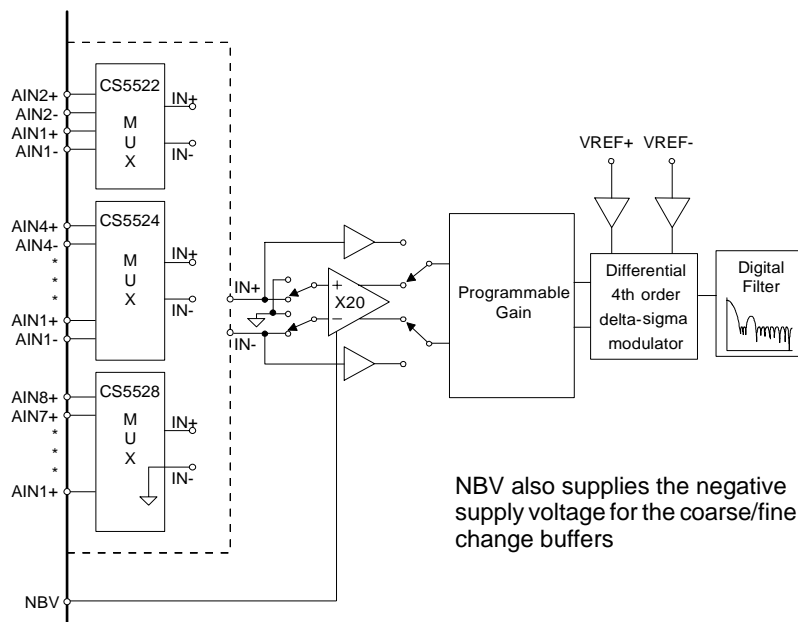 CS5522
M
U
X
AIN2+
AIN2-
AIN1+
AIN1-
IN+
IN-
CS5524
M
U
X
AIN4+
AIN4-
*
*
*
AIN1+
AIN1-
IN+
IN-
CS5528
M
U
X
AIN8+
AIN7+
*
*
*
AIN1+
IN+
IN-
NBV
IN+
IN-
+
X20
−
Programmable
Gain
VREF+
VREF-
Differential
4th order
delta-sigma
modulator
Digital
Filter
NBV also supplies the negative
supply voltage for the coarse/fine
change buffers